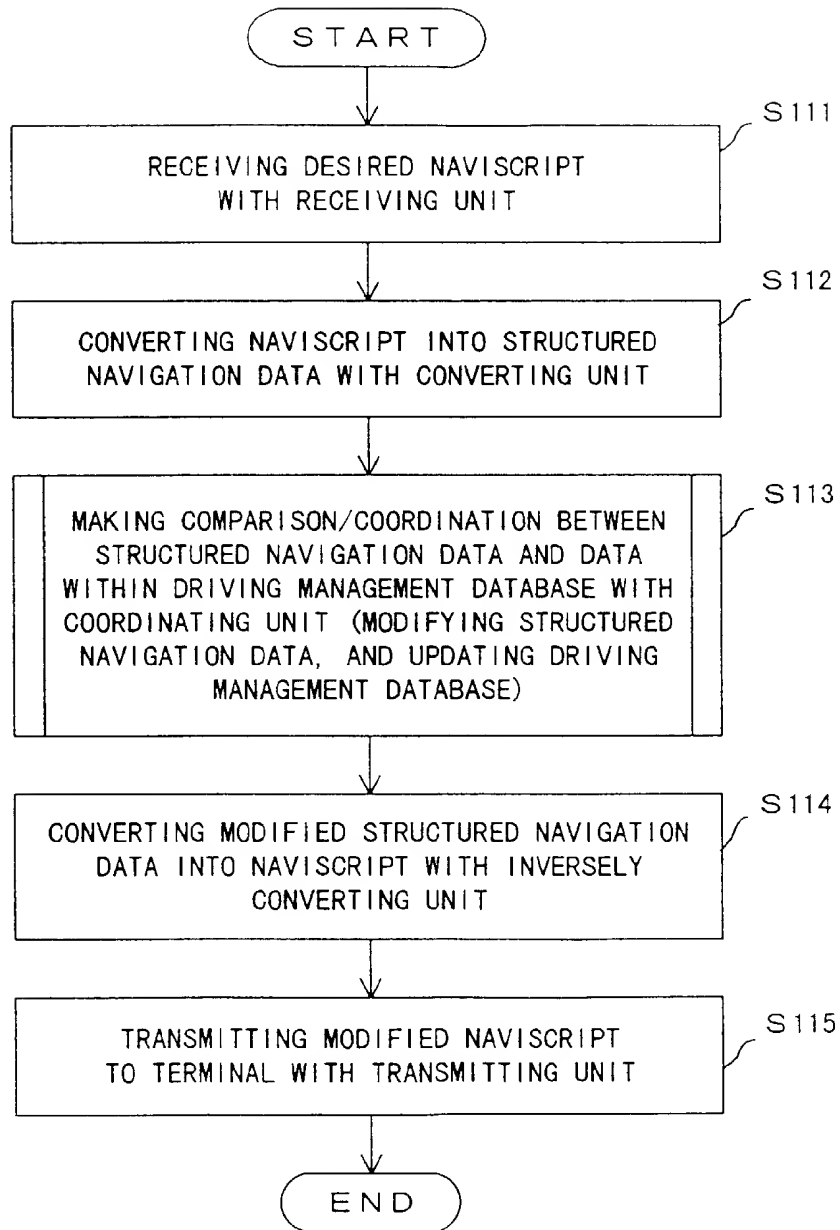 START
S111
RECEIVING DESIRED NAVISCRIPT
WITH RECEIVING UNIT
S112
CONVERTING NAVISCRIPT INTO STRUCTURED
NAVIGATION DATA WITH CONVERTING UNIT
S113
MAKING COMPARISON/COORDINATION BETWEEN
STRUCTURED NAVIGATION DATA AND DATA
WITHIN DRIVING MANAGEMENT DATABASE WITH
COORDINATING UNIT (MODIFYING STRUCTURED
NAVIGATION DATA, AND UPDATING DRIVING
MANAGEMENT DATABASE)
S114
CONVERTING MODIFIED STRUCTURED NAVIGATION
DATA INTO NAVISCRIPT WITH INVERSELY
CONVERTING UNIT
S115
TRANSMITTING MODIFIED NAVISCRIPT
TO TERMINAL WITH TRANSMITTING UNIT
END